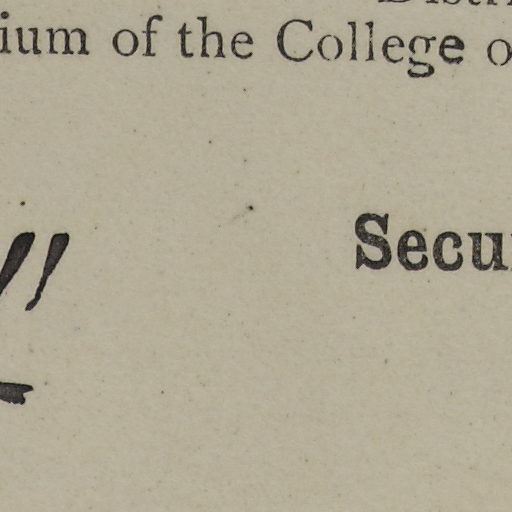 ium of the College o
Secu